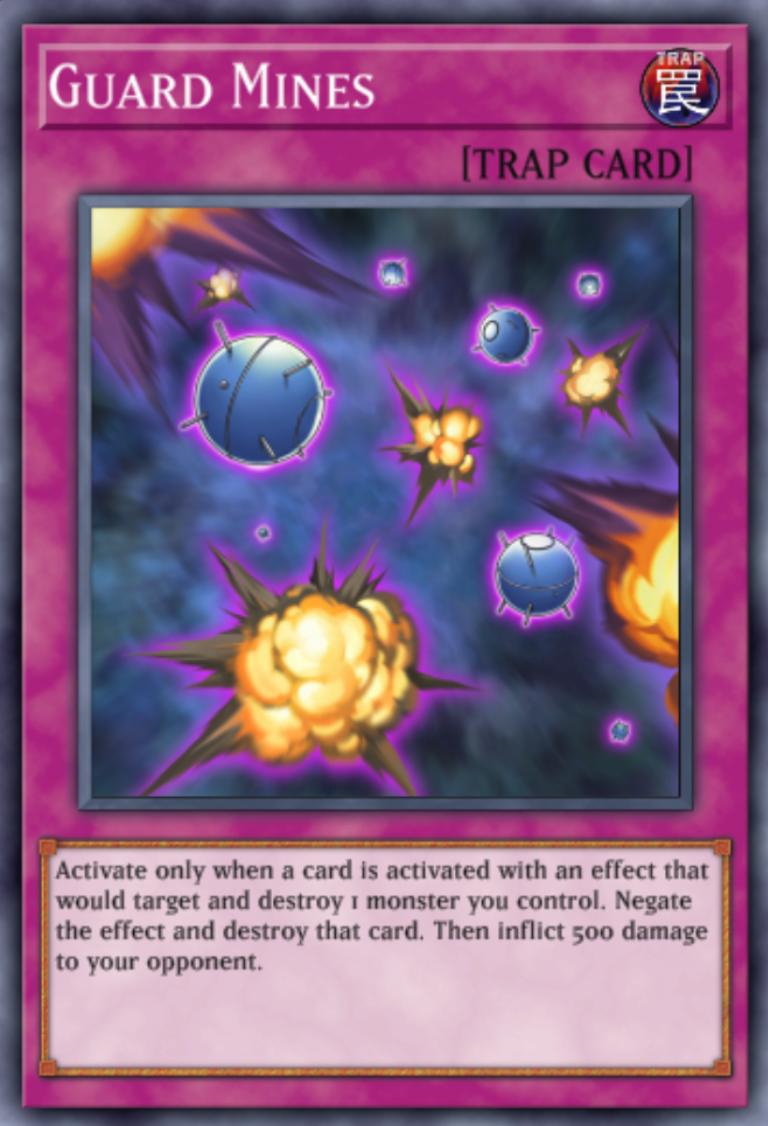 GUARD MINES
TRAP
罠
[TRAP CARD]
Activate only when a card is activated with an effect that
would target and destroy 1 monster you control. Negate
the effect and destroy that card. Then inflict 500 damage
to your opponent.